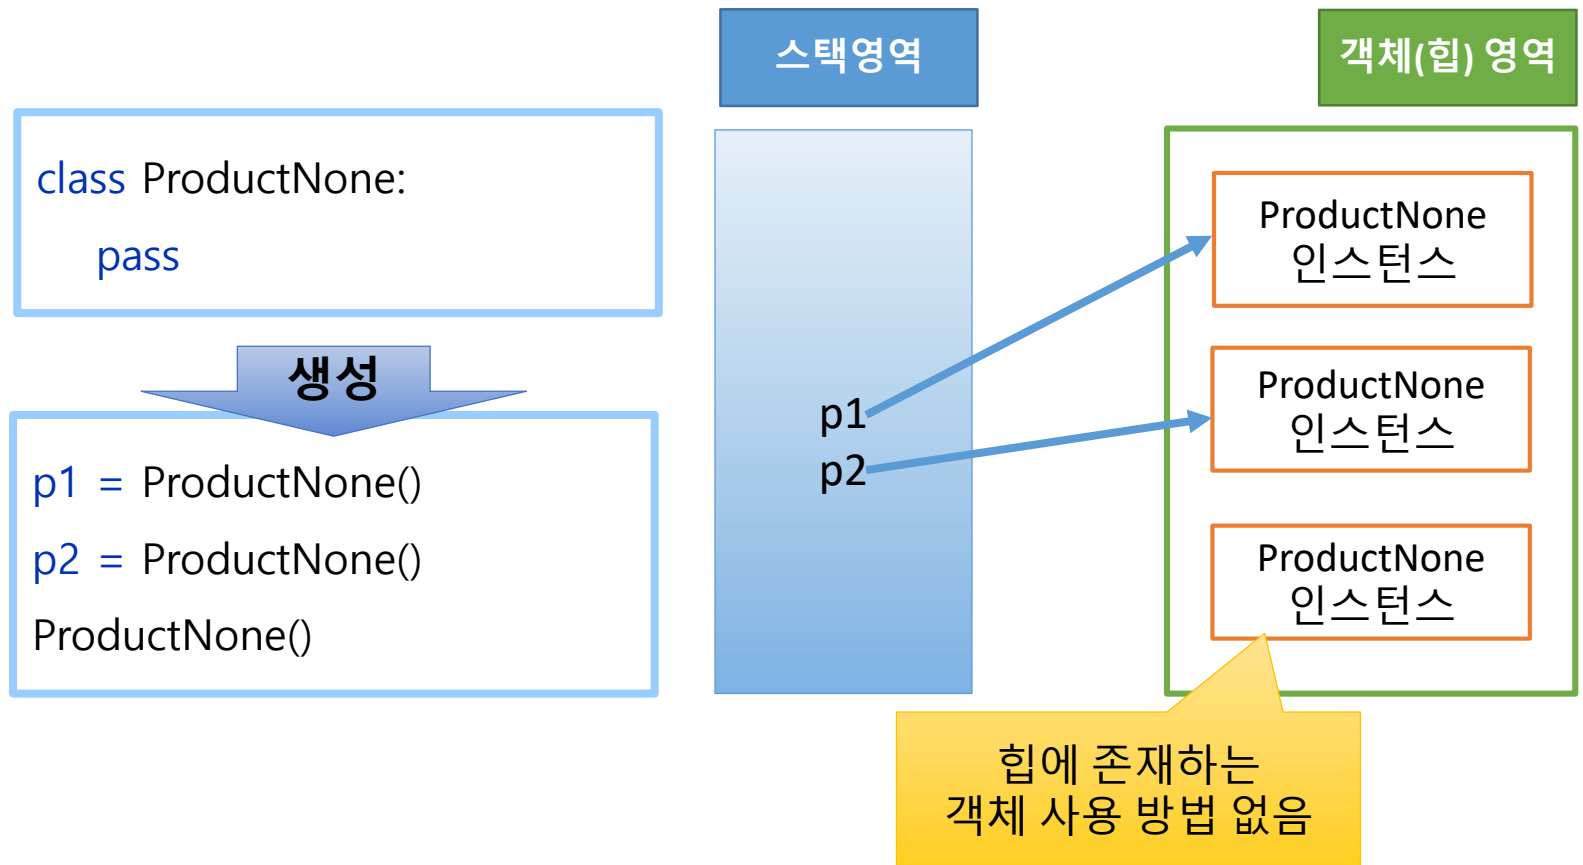 스택영역
객체(힙) 영역
class ProductNone:
pass
생성
p1 = ProductNone()
p2 = ProductNone()
ProductNone()
p1
p2
ProductNone
인스턴스
ProductNone
인스턴스
ProductNone
인스턴스
힙에 존재하는
객체 사용 방법 없음